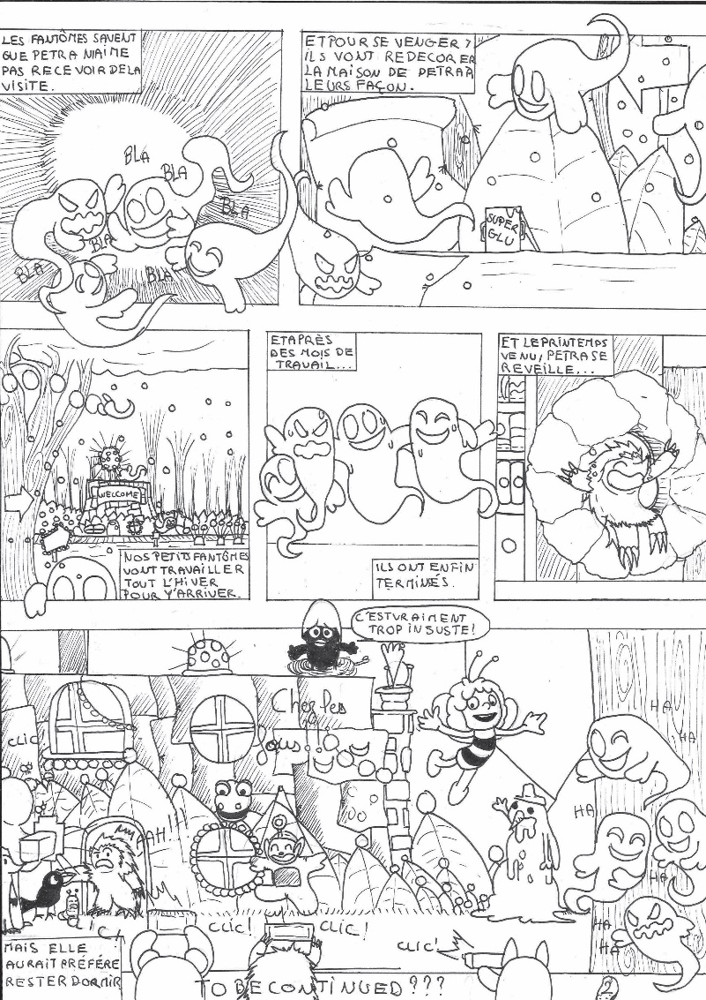 LES FANTÔMES SAVENT
QUE PETRA N'AIME
PAS RECEVOIR DE LA
VISITE.
BLA
BLA
BLA
BLA
BLA
BLA
ET POUR SE VENGER?
ILS VONT REDECORER
LA MAISON DE PETRA À
LEURS FAÇON.
SUPER
GLU
WELCOME
NOS PETITS FANTÔMES
VONT TRAVAILLER
TOUT L'HIVER
POUR Y'ARRIVER.
ET APRÈS
DES MOIS DE
TRAVAIL...
ILS ONT ENFIN
TERMINÉS.
ET LE PRINTEMPS
VENU, PETRA SE
REVEILLE...
C'EST VRAIMENT
TROP INSUSTE!
Chez les
fous!
CLIC
AAH!!!
HA
HA
HA
HA
HA
HA
CLIC!
CLIC!
CLIC!
MAIS ELLE
AURAIT PRÉFÉRÉ
RESTER DORMIR
TO BE CONTINUED???
2